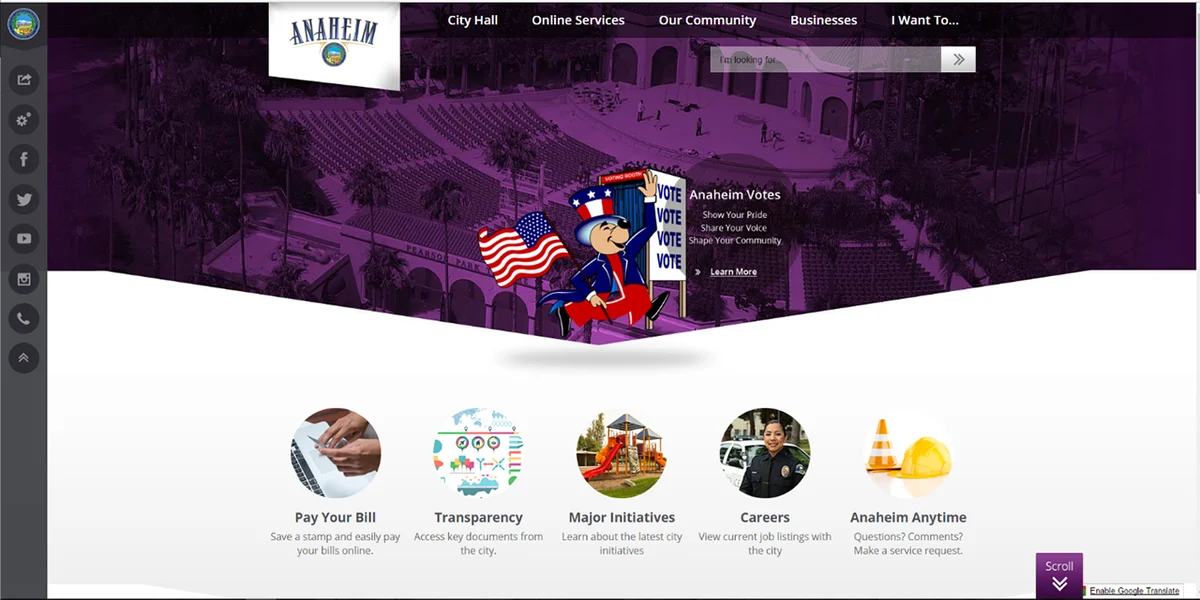 ANAHEIM
City Hall
Online Services
Our Community
Businesses
I Want To...
I'm looking for...
VOTING BOOTH
VOTE
VOTE
VOTE
VOTE
Anaheim Votes
Show Your Pride
Share Your Voice
Shape Your Community
» Learn More
PEARSON PARK
Pay Your Bill
Save a stamp and easily pay
your bills online.
Transparency
Access key documents from
the city.
Major Initiatives
Learn about the latest city
initiatives
Careers
View current job listings with
the city
Anaheim Anytime
Questions? Comments?
Make a service request.
Scroll
Enable Google Translate